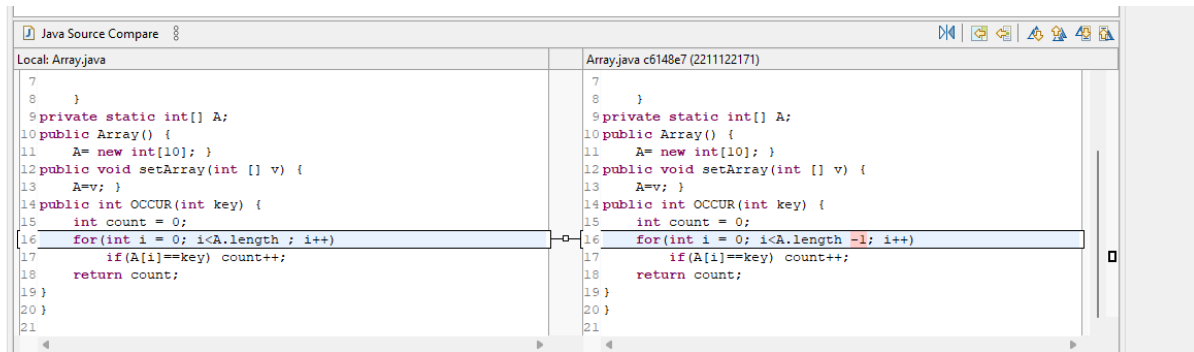 Java Source Compare
Local: Array.java
Array.java c6148e7 (2211122171)
7
8     }
9 private static int[] A;
10 public Array() {
11     A= new int[10]; }
12 public void setArray(int [] v) {
13     A=v; }
14 public int OCCUR(int key) {
15     int count = 0;
16     for(int i = 0; i<A.length ; i++)
17         if(A[i]==key) count++;
18     return count;
19 }
20 }
21
7
8     }
9 private static int[] A;
10 public Array() {
11     A= new int[10]; }
12 public void setArray(int [] v) {
13     A=v; }
14 public int OCCUR(int key) {
15     int count = 0;
16     for(int i = 0; i<A.length -1; i++)
17         if(A[i]==key) count++;
18     return count;
19 }
20 }
21